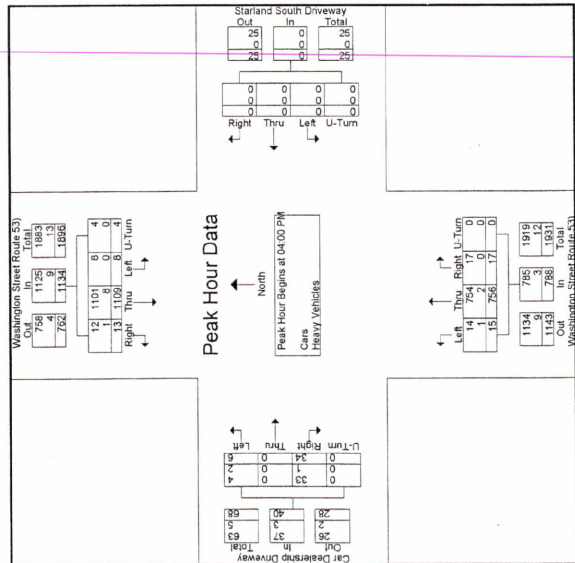 Starland South Driveway
Out In Total
25 0 25
0 0 0
25 0 25
0 0 0 0
0 0 0 0
0 0 0 0
Right Thru Left U-Turn
Washington Street Route 53)
Out In Total
758 1125 1883
4 9 13
762 1134 1896
12 1101 8 4
1 8 0 0
13 1109 8 4
Right Thru Left U-Turn
Peak Hour Data
North
Peak Hour Begins at 04:00 PM
Cars
Heavy Vehicles
Left Thru Right U-Turn
14 754 17 0
1 2 0 0
15 756 17 0
1134 785 1919
9 3 12
1143 788 1931
Out In Total
Washington Street Route 53)
U-Turn Right Thru Left
0 34 0 6
0 1 0 2
0 33 0 4
28 40 68
2 3 5
26 37 63
Out In Total
Car Dealership Driveway